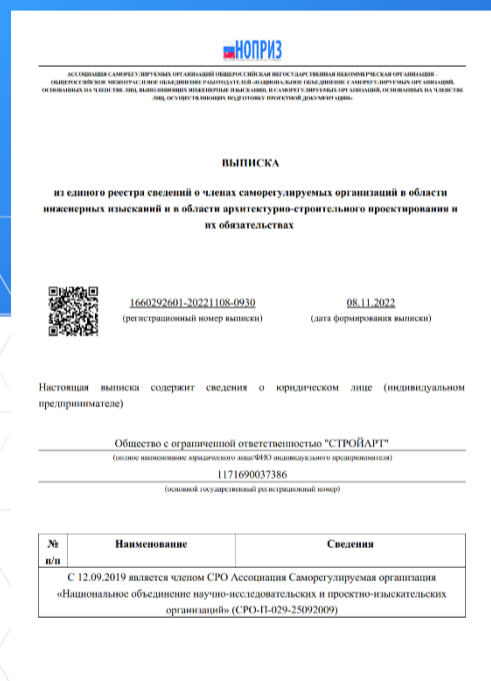 НОПРИЗ
АССОЦИАЦИЯ САМОРЕГУЛИРУЕМЫХ ОРГАНИЗАЦИЙ ОБЩЕРОССИЙСКАЯ НЕГОСУДАРСТВЕННАЯ НЕКОММЕРЧЕСКАЯ ОРГАНИЗАЦИЯ –
ОБЩЕРОССИЙСКОЕ МЕЖОТРАСЛЕВОЕ ОБЪЕДИНЕНИЕ РАБОТОДАТЕЛЕЙ «НАЦИОНАЛЬНОЕ ОБЪЕДИНЕНИЕ САМОРЕГУЛИРУЕМЫХ ОРГАНИЗАЦИЙ,
ОСНОВАННЫХ НА ЧЛЕНСТВЕ ЛИЦ, ВЫПОЛНЯЮЩИХ ИНЖЕНЕРНЫЕ ИЗЫСКАНИЯ, И САМОРЕГУЛИРУЕМЫХ ОРГАНИЗАЦИЙ, ОСНОВАННЫХ НА ЧЛЕНСТВЕ
ЛИЦ, ОСУЩЕСТВЛЯЮЩИХ ПОДГОТОВКУ ПРОЕКТНОЙ ДОКУМЕНТАЦИИ»
ВЫПИСКА
из единого реестра сведений о членах саморегулируемых организаций в области
инженерных изысканий и в области архитектурно-строительного проектирования и
их обязательствах
1660292601-20221108-0930 08.11.2022
(регистрационный номер выписки) (дата формирования выписки)
Настоящая выписка содержит сведения о юридическом лице (индивидуальном
предпринимателе)
Общество с ограниченной ответственностью "СТРОЙАРТ"
(полное наименование юридического лица/ФИО индивидуального предпринимателя)
1171690037386
(основной государственный регистрационный номер)
№ Наименование Сведения
п/п
С 12.09.2019 является членом СРО Ассоциация Саморегулируемая организация
«Национальное объединение научно-исследовательских и проектно-изыскательских
организаций» (СРО-П-029-25092009)